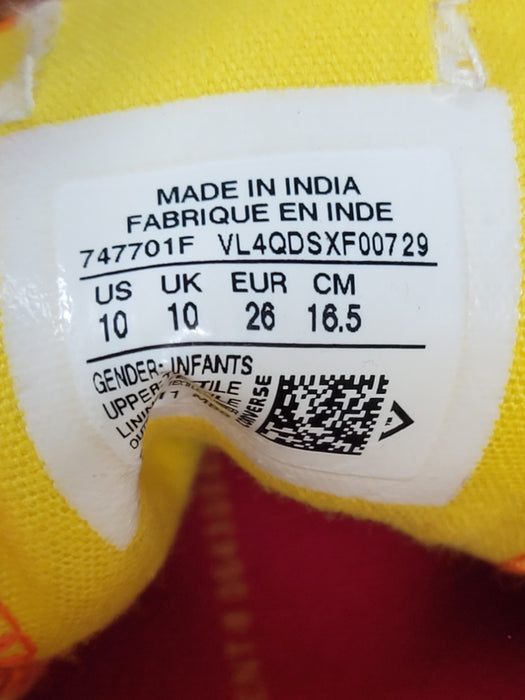 MADE IN INDIA
FABRIQUE EN INDE
747701F VL4QDSXF00729
US UK EUR CM
10 10 26 16.5
GENDER: INFANTS
UPPER: TEXTILE
CONVERSE